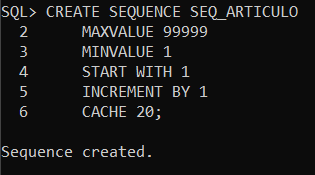 SQL> CREATE SEQUENCE SEQ_ARTICULO
  2      MAXVALUE 99999
  3      MINVALUE 1
  4      START WITH 1
  5      INCREMENT BY 1
  6      CACHE 20;

Sequence created.